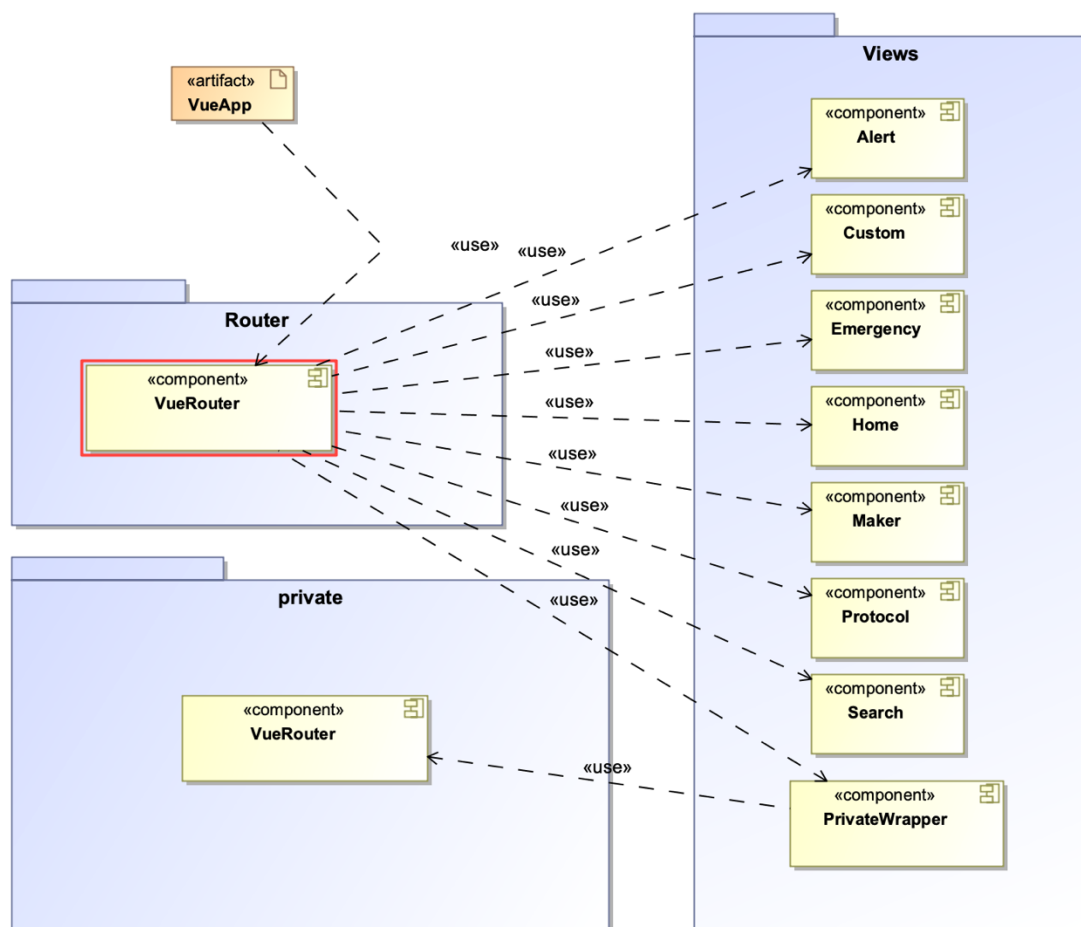 Views
«artifact»
VueApp
«component»
Alert
«component»
Custom
«use»
«use»
«use»
«component»
Emergency
Router
«use»
«component»
VueRouter
«use»
«component»
Home
«use»
«component»
Maker
«use»
«component»
Protocol
«use»
«component»
Search
private
«use»
«component»
VueRouter
«use»
«component»
PrivateWrapper